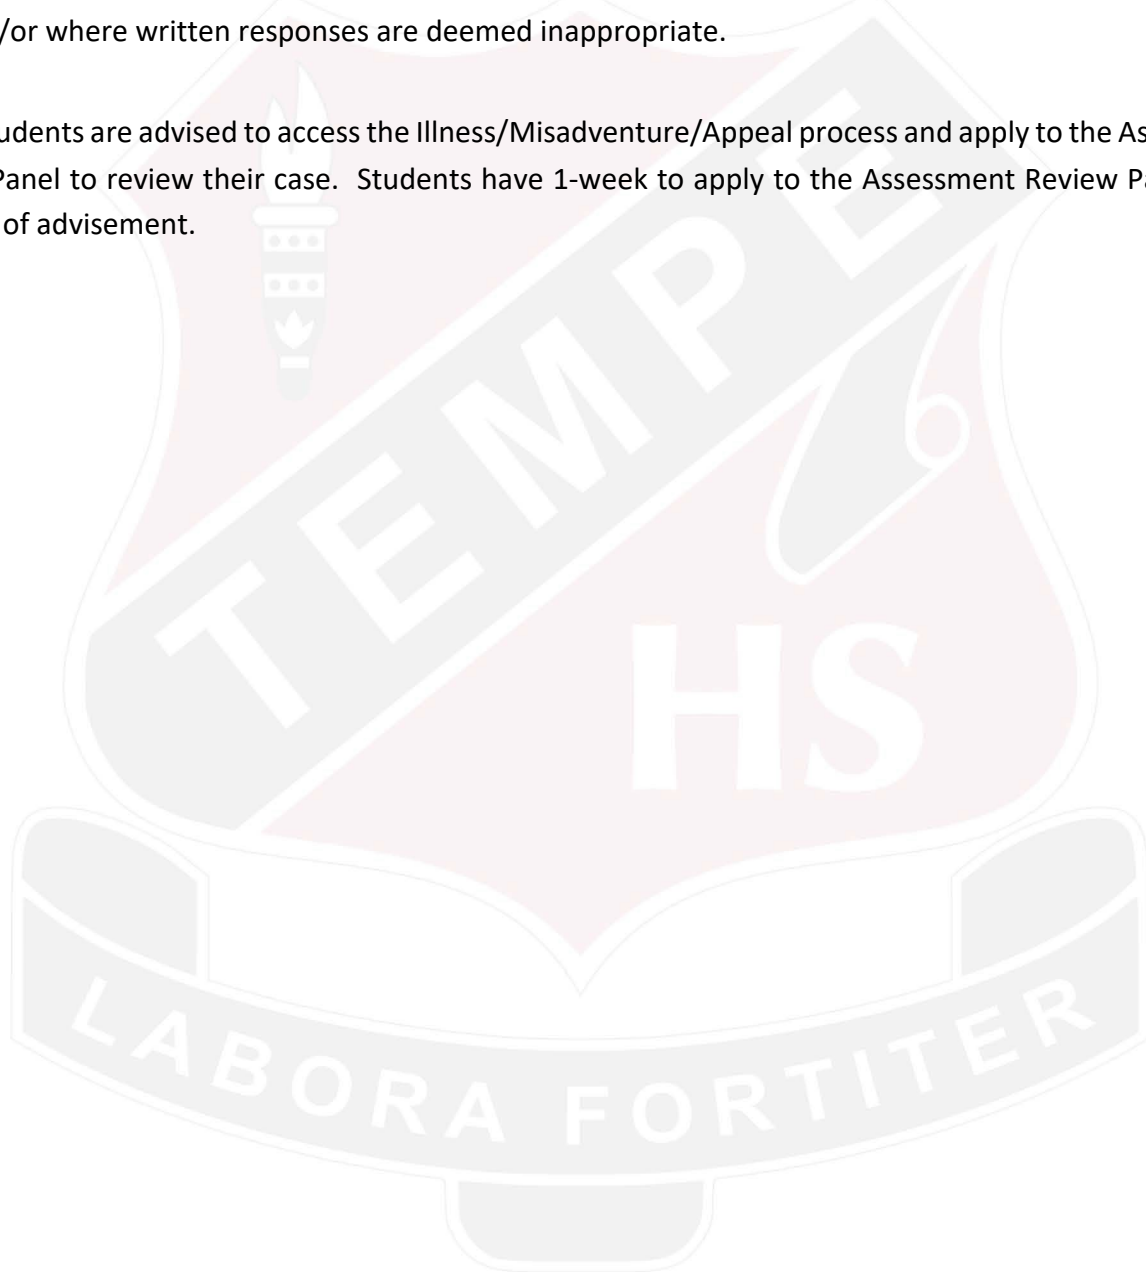 /or where written responses are deemed inappropriate.
udents are advised to access the Illness/Misadventure/Appeal process and apply to the As
Panel to review their case. Students have 1-week to apply to the Assessment Review Pa
of advisement.
TEMPE
HS
LABORA FORTITER